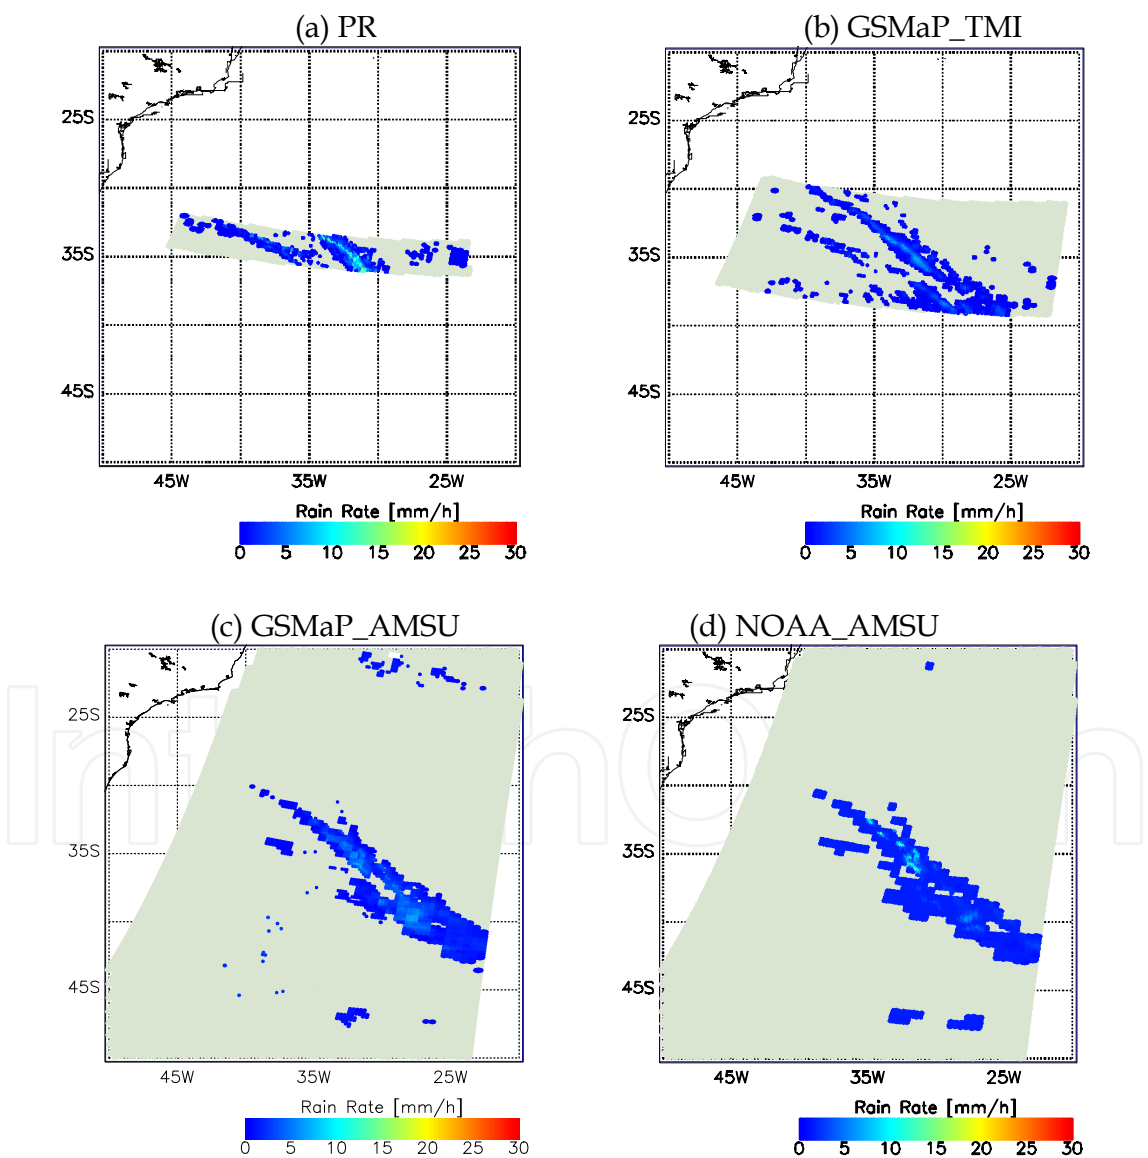 (a) PR
(b) GSMaP_TMI
25S
35S
45S
45W 35W 25W
Rain Rate [mm/h]
0 5 10 15 20 25 30
25S
35S
45S
45W 35W 25W
Rain Rate [mm/h]
0 5 10 15 20 25 30
(c) GSMaP_AMSU
(d) NOAA_AMSU
25S
35S
45S
45W 35W 25W
Rain Rate [mm/h]
0 5 10 15 20 25 30
25S
35S
45S
45W 35W 25W
Rain Rate [mm/h]
0 5 10 15 20 25 30